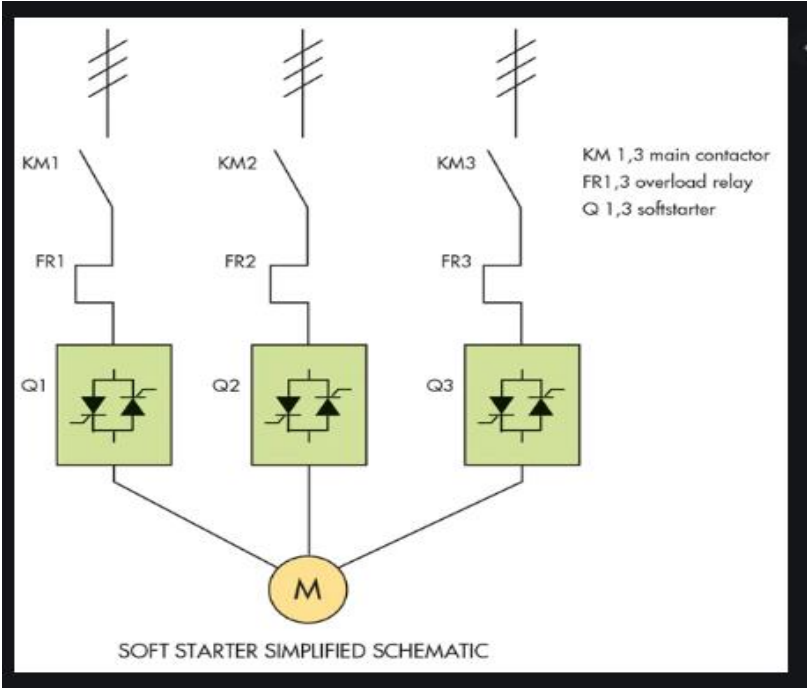 KM1
KM2
KM3
KM 1,3 main contactor
FR1,3 overload relay
Q 1,3 softstarter
FR1
FR2
FR3
Q1
Q2
Q3
M
SOFT STARTER SIMPLIFIED SCHEMATIC